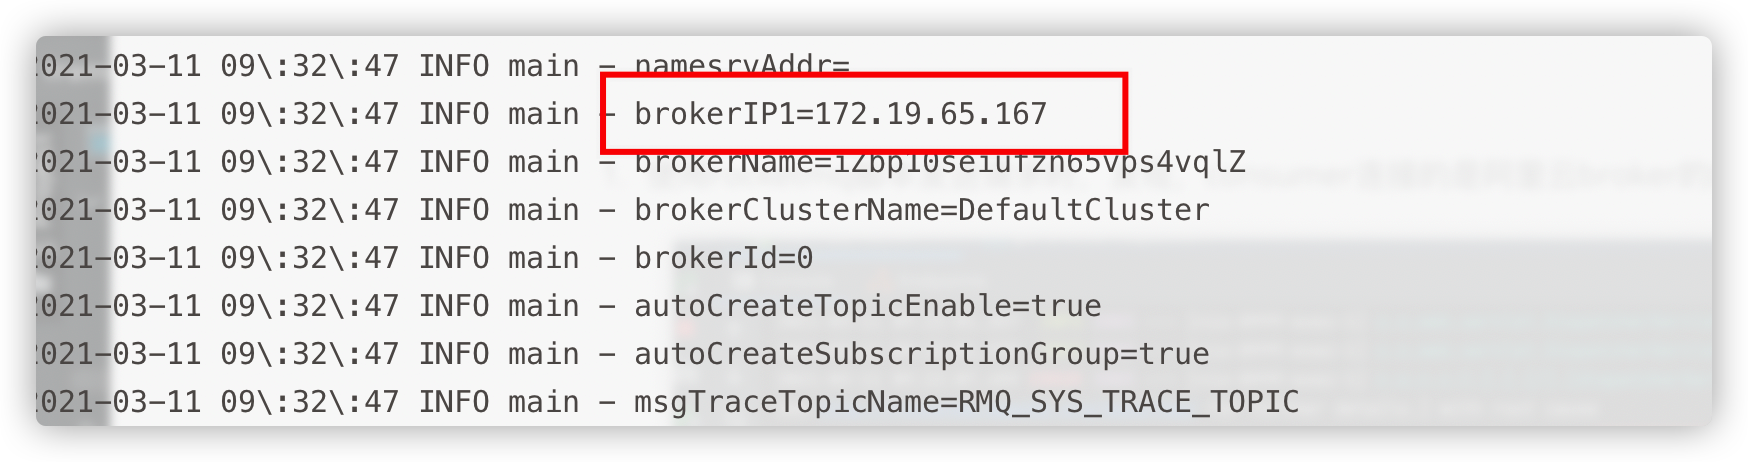 2021-03-11 09\:32\:47 INFO main - namesrvAddr=
2021-03-11 09\:32\:47 INFO main - brokerIP1=172.19.65.167
2021-03-11 09\:32\:47 INFO main - brokerName=iZbp10seiufzh65vps4vqlZ
2021-03-11 09\:32\:47 INFO main - brokerClusterName=DefaultCluster
2021-03-11 09\:32\:47 INFO main - brokerId=0
2021-03-11 09\:32\:47 INFO main - autoCreateTopicEnable=true
2021-03-11 09\:32\:47 INFO main - autoCreateSubscriptionGroup=true
2021-03-11 09\:32\:47 INFO main - msgTraceTopicName=RMQ_SYS_TRACE_TOPIC